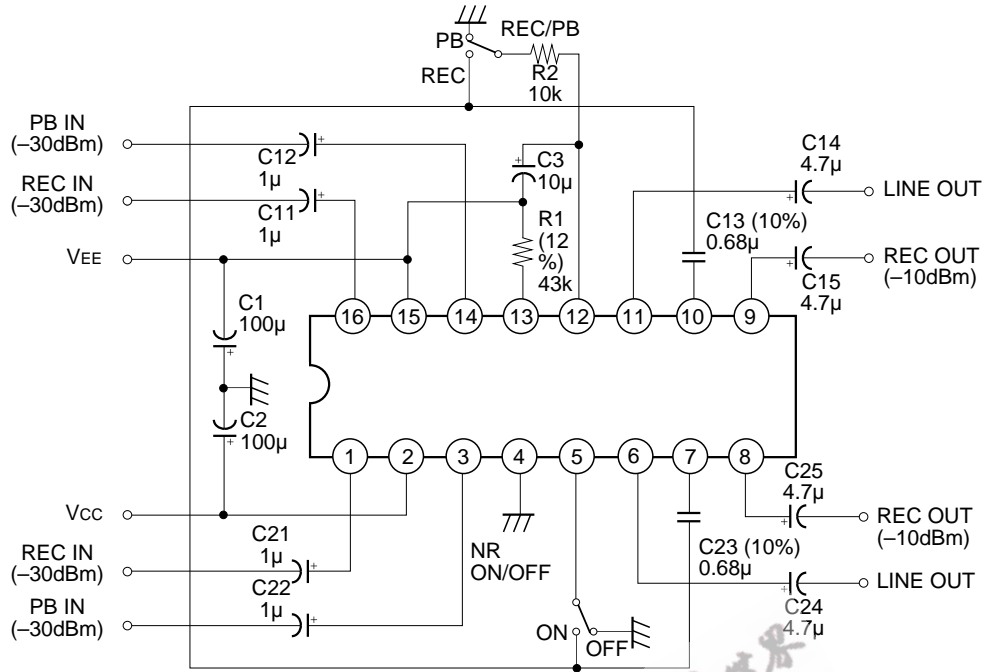 PB
REC/PB
REC
R2
10k
PB IN
(–30dBm)
C12
1µ
REC IN
(–30dBm)
C11
1µ
C3
10µ
C14
4.7µ
LINE OUT
C13 (10%)
0.68µ
R1
(12
%)
43k
VEE
REC OUT
(–10dBm)
C15
4.7µ
C1
100µ
16
15
14
13
12
11
10
9
C2
100µ
1
2
3
4
5
6
7
8
C25
4.7µ
VCC
REC OUT
(–10dBm)
C21
1µ
NR
ON/OFF
C23 (10%)
0.68µ
REC IN
(–30dBm)
C22
1µ
LINE OUT
C24
4.7µ
PB IN
(–30dBm)
ON
OFF